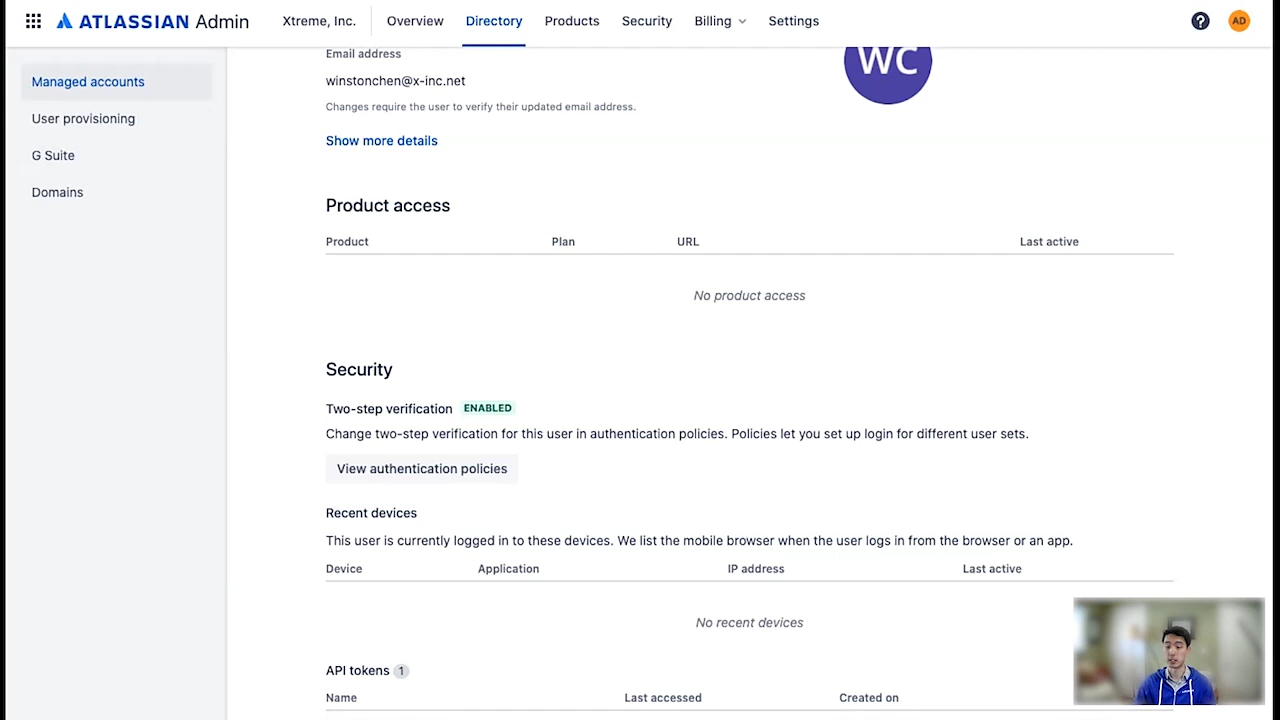 ATLASSIAN Admin Xtreme, Inc. Overview Directory Products Security Billing Settings ? AD
Managed accounts
User provisioning
G Suite
Domains
Email address
winstonchen@x-inc.net
Changes require the user to verify their updated email address.
WC
Show more details
Product access
Product Plan URL Last active
No product access
Security
Two-step verification ENABLED
Change two-step verification for this user in authentication policies. Policies let you set up login for different user sets.
View authentication policies
Recent devices
This user is currently logged in to these devices. We list the mobile browser when the user logs in from the browser or an app.
Device Application IP address Last active
No recent devices
API tokens 1
Name Last accessed Created on